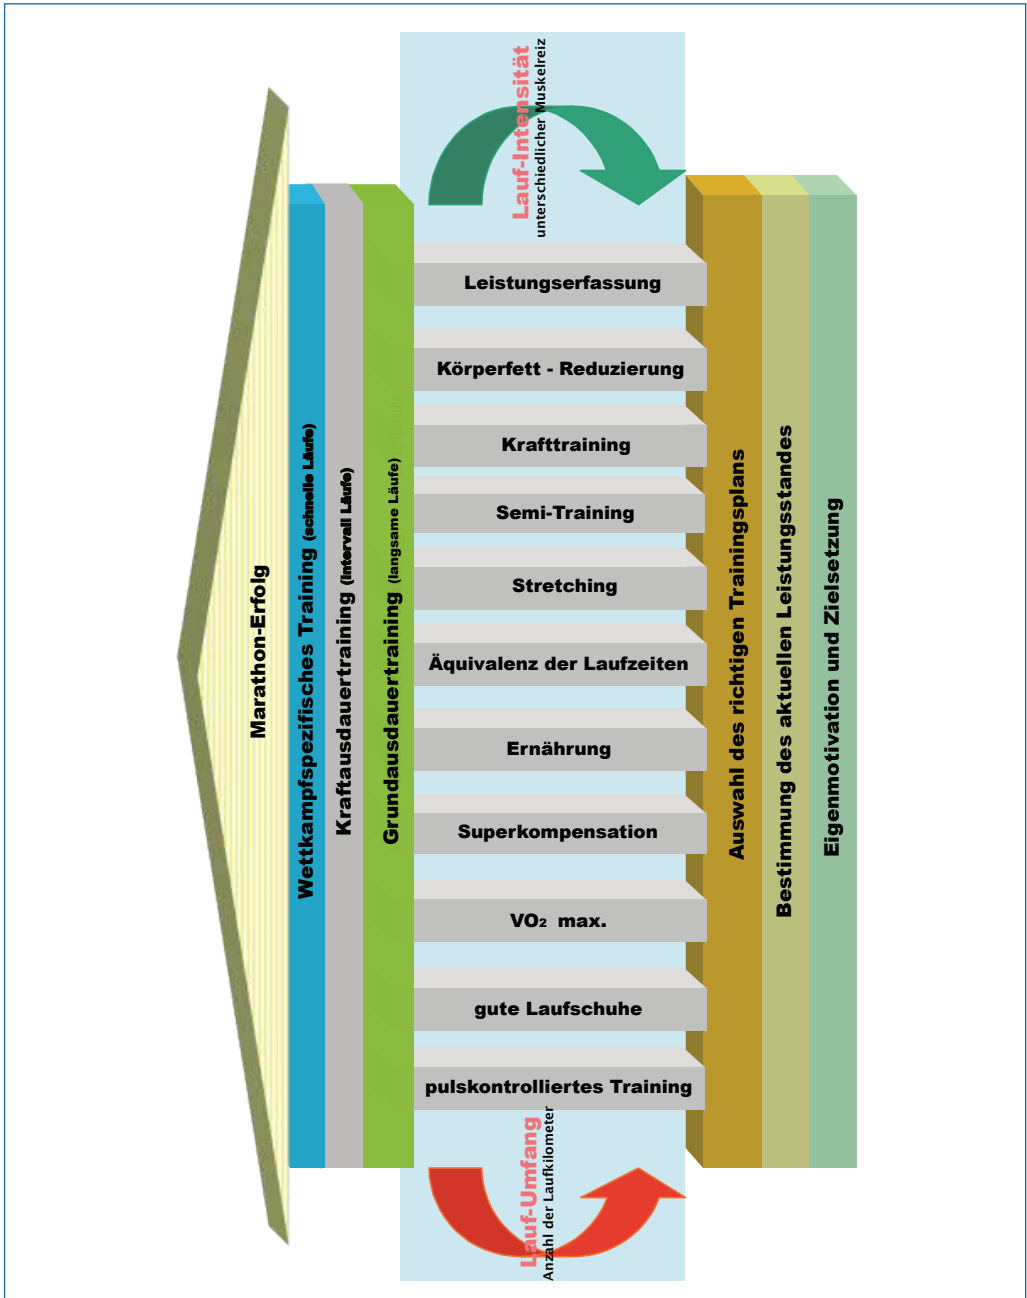 Marathon-Erfolg
Wettkampfspezifisches Training (schnelle Läufe)
Kraftausdauertraining (Intervall Läufe)
Grundausdauertraining (langsame Läufe)
Lauf-Intensität
unterschiedlicher Muskelreiz
Leistungserfassung
Körperfett - Reduzierung
Krafttraining
Semi-Training
Stretching
Äquivalenz der Laufzeiten
Ernährung
Superkompensation
VO₂ max.
gute Laufschuhe
pulskontrolliertes Training
Lauf-Umfang
Anzahl der Laufkilometer
Auswahl des richtigen Trainingsplans
Bestimmung des aktuellen Leistungsstandes
Eigenmotivation und Zielsetzung